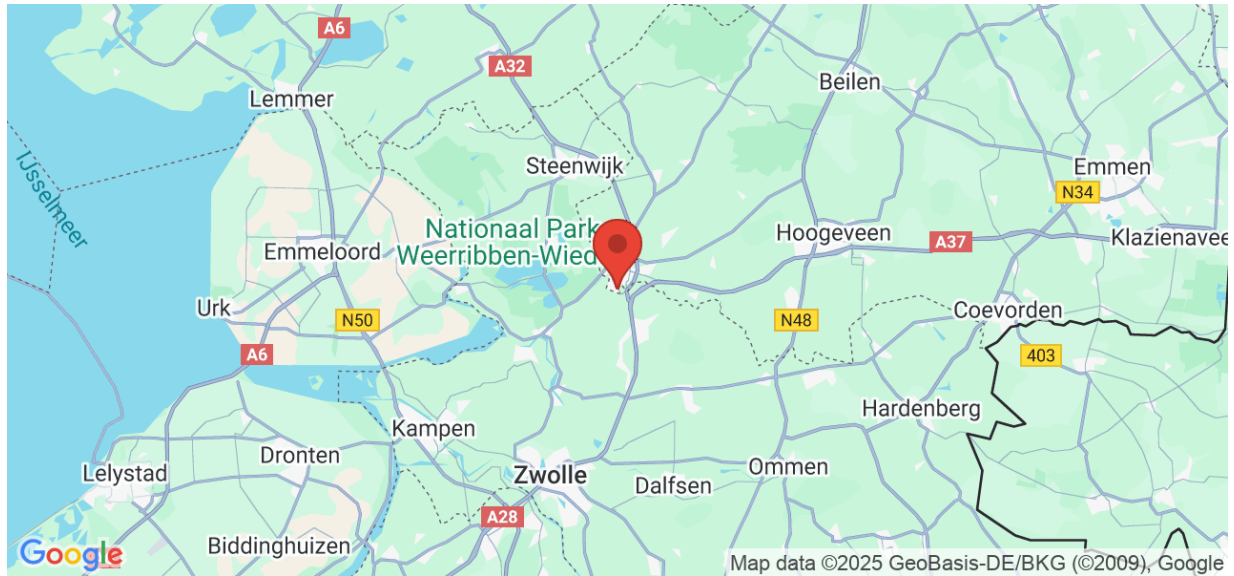 A6
A32
Beilen
Lemmer
Steenwijk
Emmen
N34
IJsselmeer
Nationaal Park
Weerribben-Wied
Hoogeveen
A37
Klazienavee
Emmeloord
Urk
N50
N48
Coevorden
A6
403
Hardenberg
Kampen
Dronten
Lelystad
Zwolle
Ommen
Dalfsen
A28
Biddinghuizen
Google
Map data ©2025 GeoBasis-DE/BKG (©2009), Google